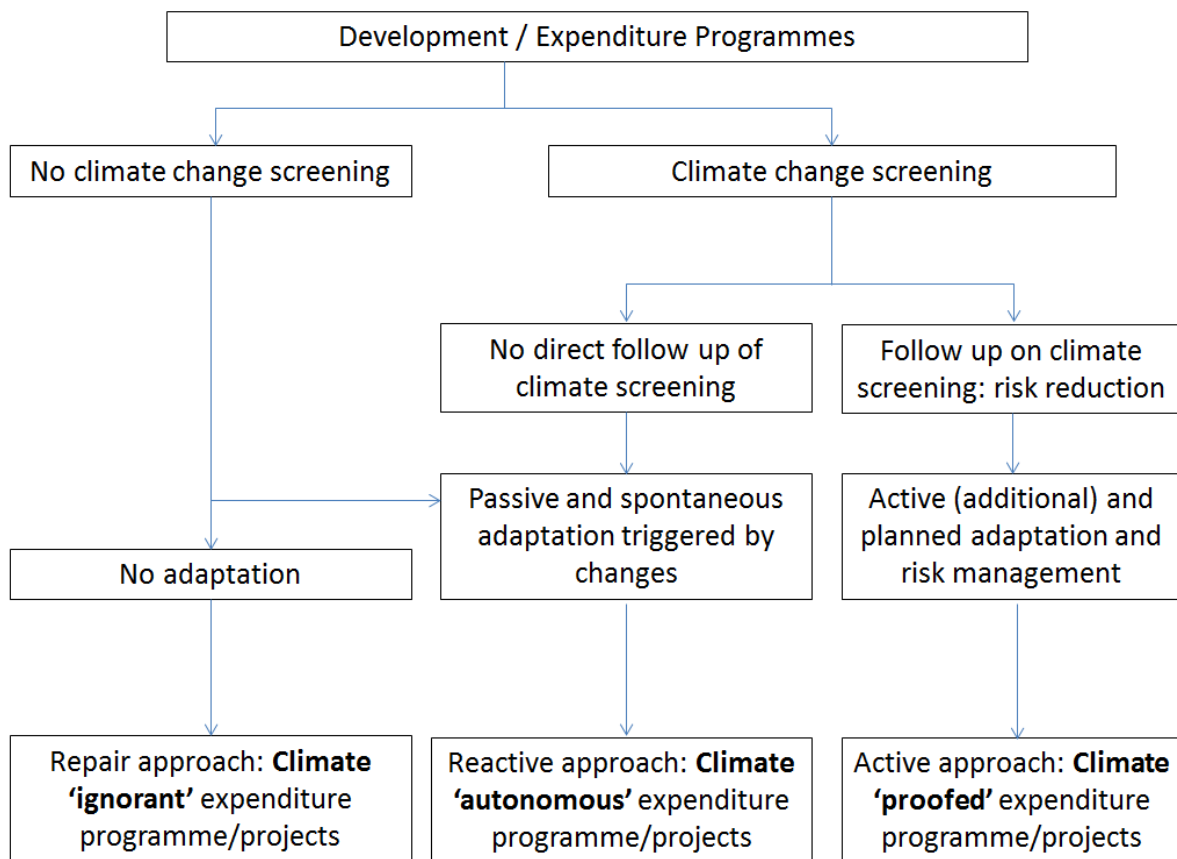 Development / Expenditure Programmes
No climate change screening
Climate change screening
No direct follow up of
climate screening
Follow up on climate
screening: risk reduction
Passive and spontaneous
adaptation triggered by
changes
Active (additional) and
planned adaptation and
risk management
No adaptation
Repair approach: Climate
‘ignorant’ expenditure
programme/projects
Reactive approach: Climate
‘autonomous’ expenditure
programme/projects
Active approach: Climate
‘proofed’ expenditure
programme/projects